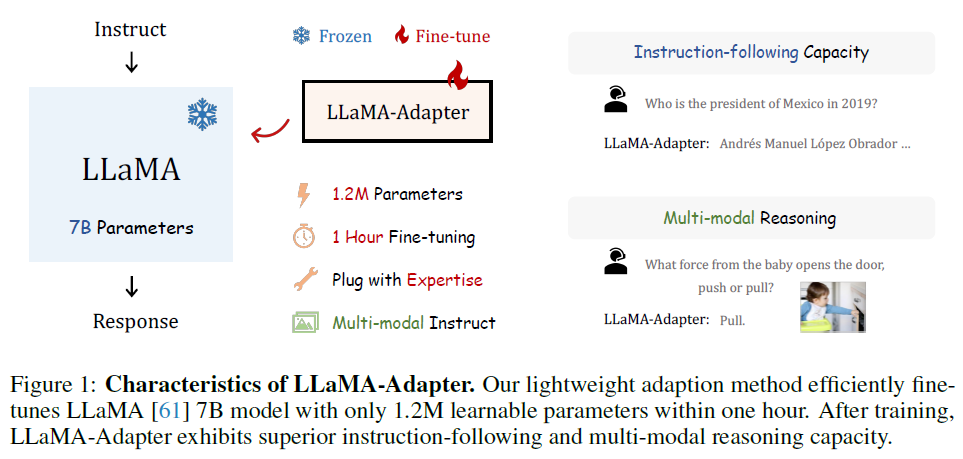 Instruct
LLaMA
7B Parameters
Response
Frozen Fine-tune
LLaMA-Adapter
1.2M Parameters
1 Hour Fine-tuning
Plug with Expertise
Multi-modal Instruct
Instruction-following Capacity
Who is the president of Mexico in 2019?
LLaMA-Adapter: Andrés Manuel López Obrador ...
Multi-modal Reasoning
What force from the baby opens the door,
push or pull?
LLaMA-Adapter: Pull.
Figure 1: Characteristics of LLaMA-Adapter. Our lightweight adaption method efficiently fine-
tunes LLaMA [61] 7B model with only 1.2M learnable parameters within one hour. After training,
LLaMA-Adapter exhibits superior instruction-following and multi-modal reasoning capacity.